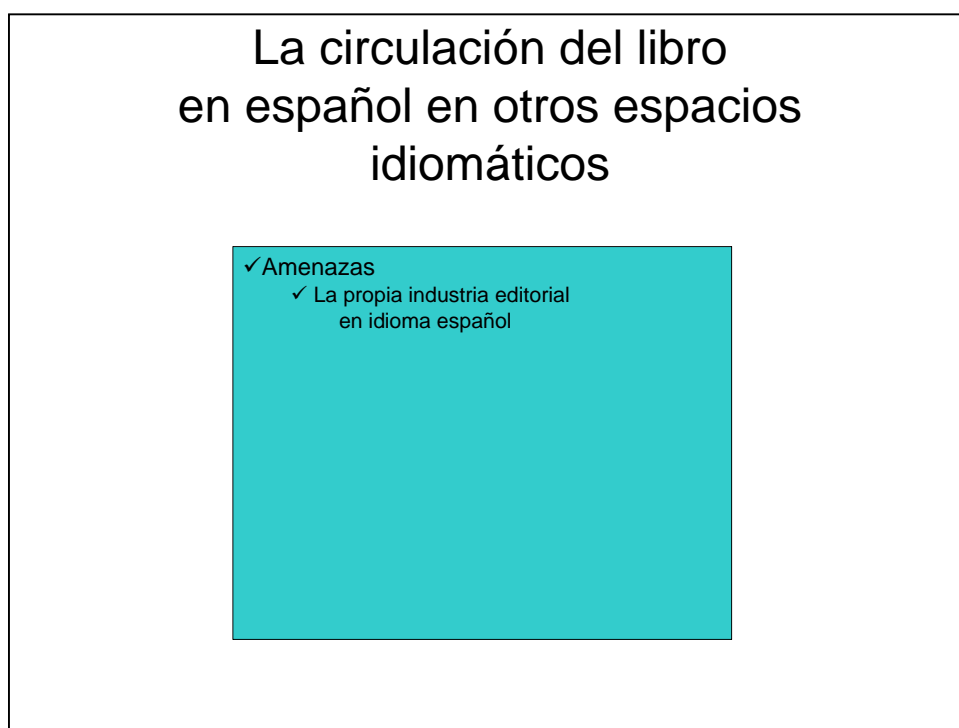 La circulación del libro
en español en otros espacios
idiomáticos
✓Amenazas
✓ La propia industria editorial
en idioma español